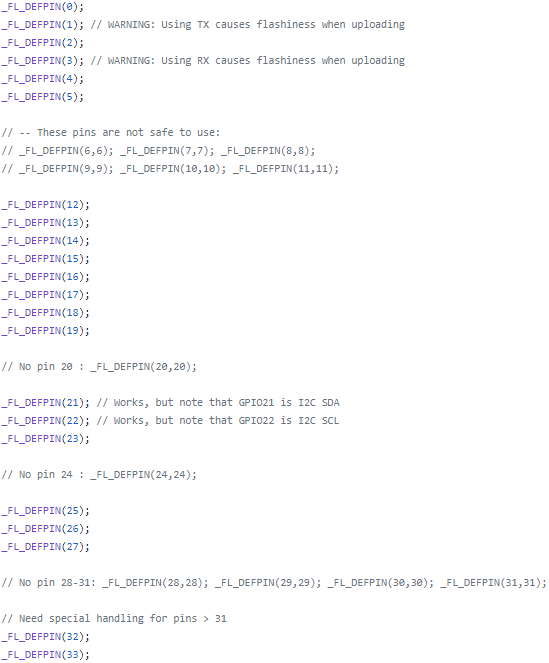 _FL_DEFPIN(0);
_FL_DEFPIN(1); // WARNING: Using TX causes flashiness when uploading
_FL_DEFPIN(2);
_FL_DEFPIN(3); // WARNING: Using RX causes flashiness when uploading
_FL_DEFPIN(4);
_FL_DEFPIN(5);
// -- These pins are not safe to use:
// _FL_DEFPIN(6,6); _FL_DEFPIN(7,7); _FL_DEFPIN(8,8);
// _FL_DEFPIN(9,9); _FL_DEFPIN(10,10); _FL_DEFPIN(11,11);
_FL_DEFPIN(12);
_FL_DEFPIN(13);
_FL_DEFPIN(14);
_FL_DEFPIN(15);
_FL_DEFPIN(16);
_FL_DEFPIN(17);
_FL_DEFPIN(18);
_FL_DEFPIN(19);
// No pin 20 : _FL_DEFPIN(20,20);
_FL_DEFPIN(21); // Works, but note that GPIO21 is I2C SDA
_FL_DEFPIN(22); // Works, but note that GPIO22 is I2C SCL
_FL_DEFPIN(23);
// No pin 24 : _FL_DEFPIN(24,24);
_FL_DEFPIN(25);
_FL_DEFPIN(26);
_FL_DEFPIN(27);
// No pin 28-31: _FL_DEFPIN(28,28); _FL_DEFPIN(29,29); _FL_DEFPIN(30,30); _FL_DEFPIN(31,31);
// Need special handling for pins > 31
_FL_DEFPIN(32);
_FL_DEFPIN(33);